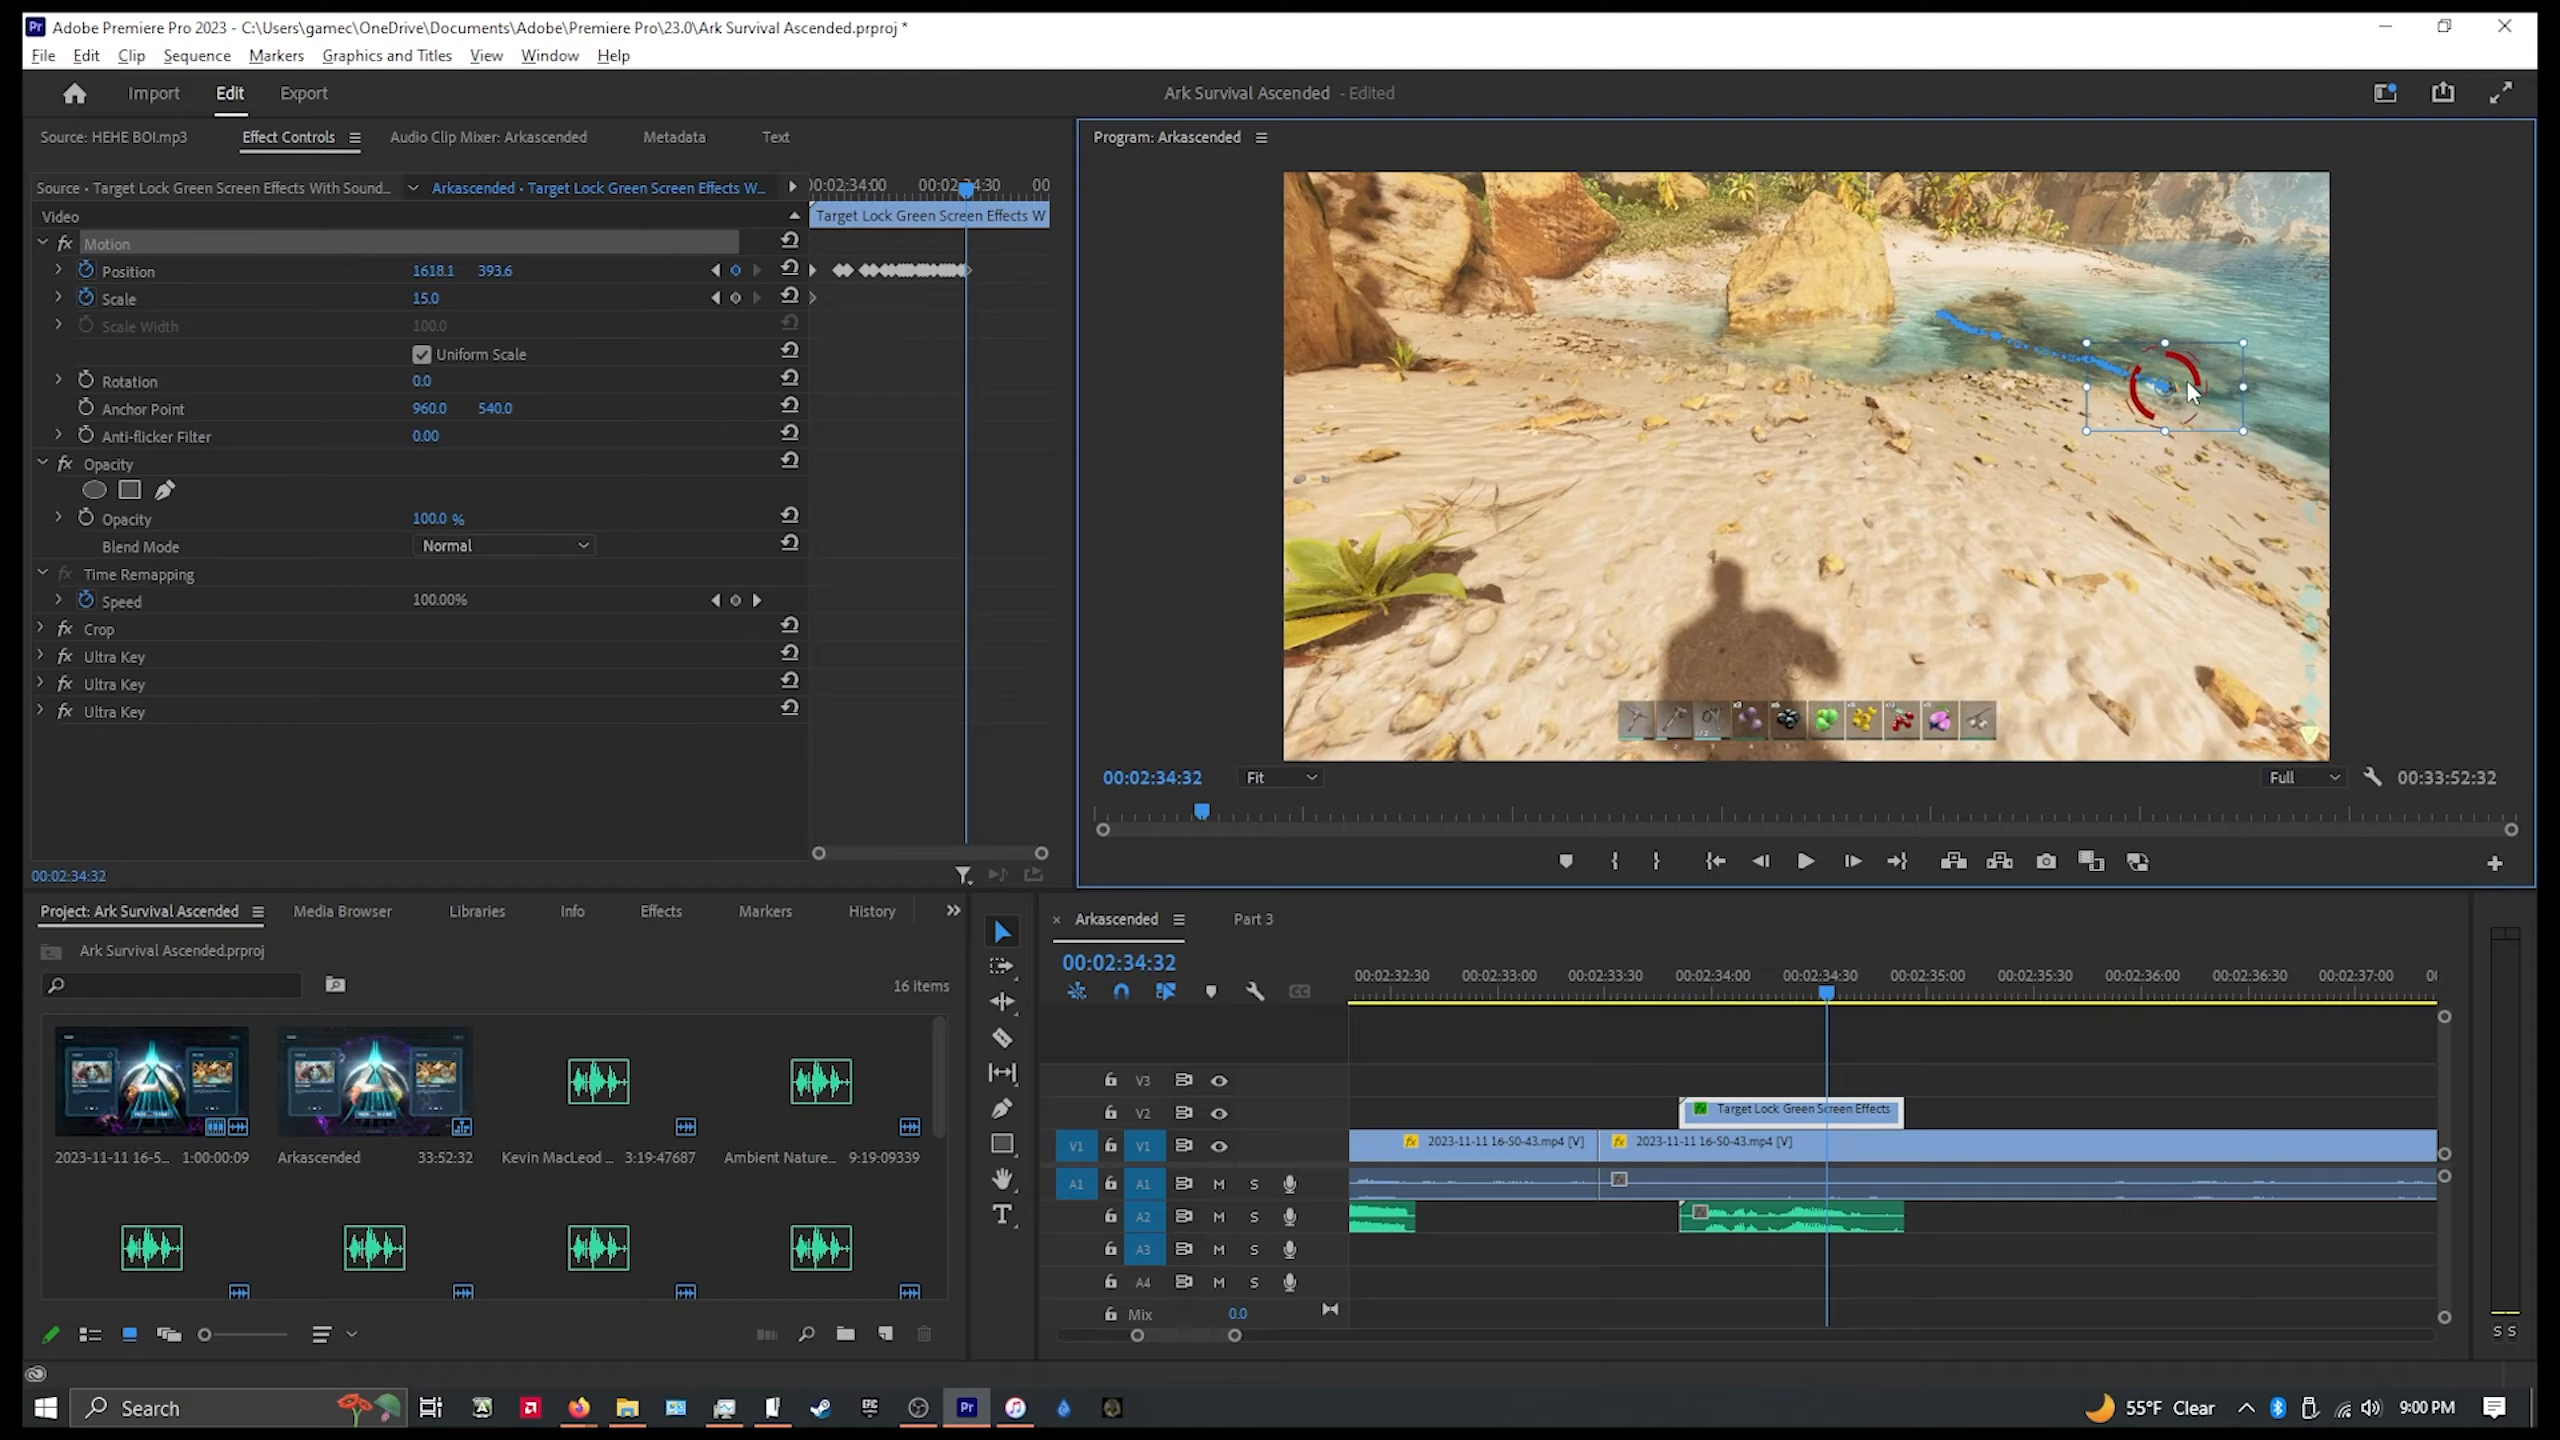 Adobe Premiere Pro 2023 - C:\Users\gamec\OneDrive\Documents\Adobe\Premiere Pro\23.0\Ark Survival Ascended.prproj *
File Edit Clip Sequence Markers Graphics and Titles View Window Help
Import Edit Export
Ark Survival Ascended - Edited
Source: HEHE BOI.mp3 Effect Controls Audio Clip Mixer: Arkascended Metadata Text
Program: Arkascended
Source • Target Lock Green Screen Effects With Sound... Arkascended • Target Lock Green Screen Effects W...
00:02:34:00
Video
Target Lock Green Screen Effects W
fx Motion
Position 1618.1 393.6
Scale 15.0
Scale Width 100.0
Uniform Scale
Rotation 0.0
Anchor Point 960.0 540.0
Anti-flicker Filter 0.00
fx Opacity
Opacity 100.0 %
Blend Mode Normal
fx Time Remapping
Speed 100.00%
fx Crop
fx Ultra Key
fx Ultra Key
fx Ultra Key
00:02:34:32
00:02:34:32 Fit Full 00:33:52:32
Project: Ark Survival Ascended Media Browser Libraries Info Effects Markers History
Ark Survival Ascended.prproj
16 items
2023-11-11 16-5... 1:00:00:09
Arkascended 33:52:32
Kevin MacLeod ... 3:19:47687
Ambient Nature... 9:19:09339
Arkascended Part 3
00:02:34:32
00:02:32:30 00:02:33:00 00:02:33:30 00:02:34:00 00:02:34:30 00:02:35:00 00:02:35:30 00:02:36:00 00:02:36:30 00:02:37:00
V3
V2 Target Lock Green Screen Effects
V1 V1 fx 2023-11-11 16-50-43.mp4 [V] fx 2023-11-11 16-50-43.mp4 [V]
A1 A1 M S
A2 M S
A3 M S
A4 M S
Mix 0.0
S S
Search
Pr
55°F Clear
9:00 PM